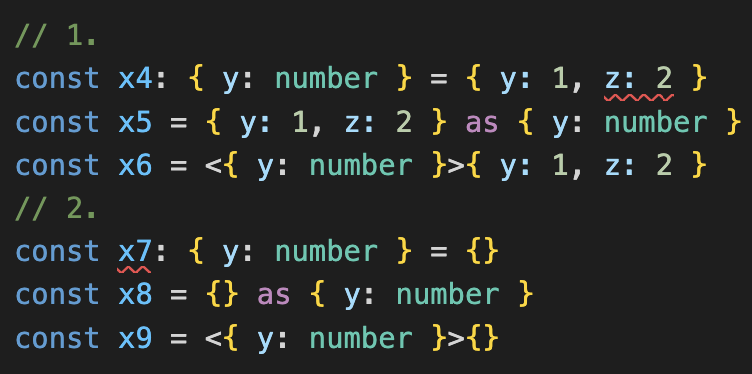 // 1.
const x4: { y: number } = { y: 1, z: 2 }
const x5 = { y: 1, z: 2 } as { y: number }
const x6 = <{ y: number }>{ y: 1, z: 2 }
// 2.
const x7: { y: number } = {}
const x8 = {} as { y: number }
const x9 = <{ y: number }>{}